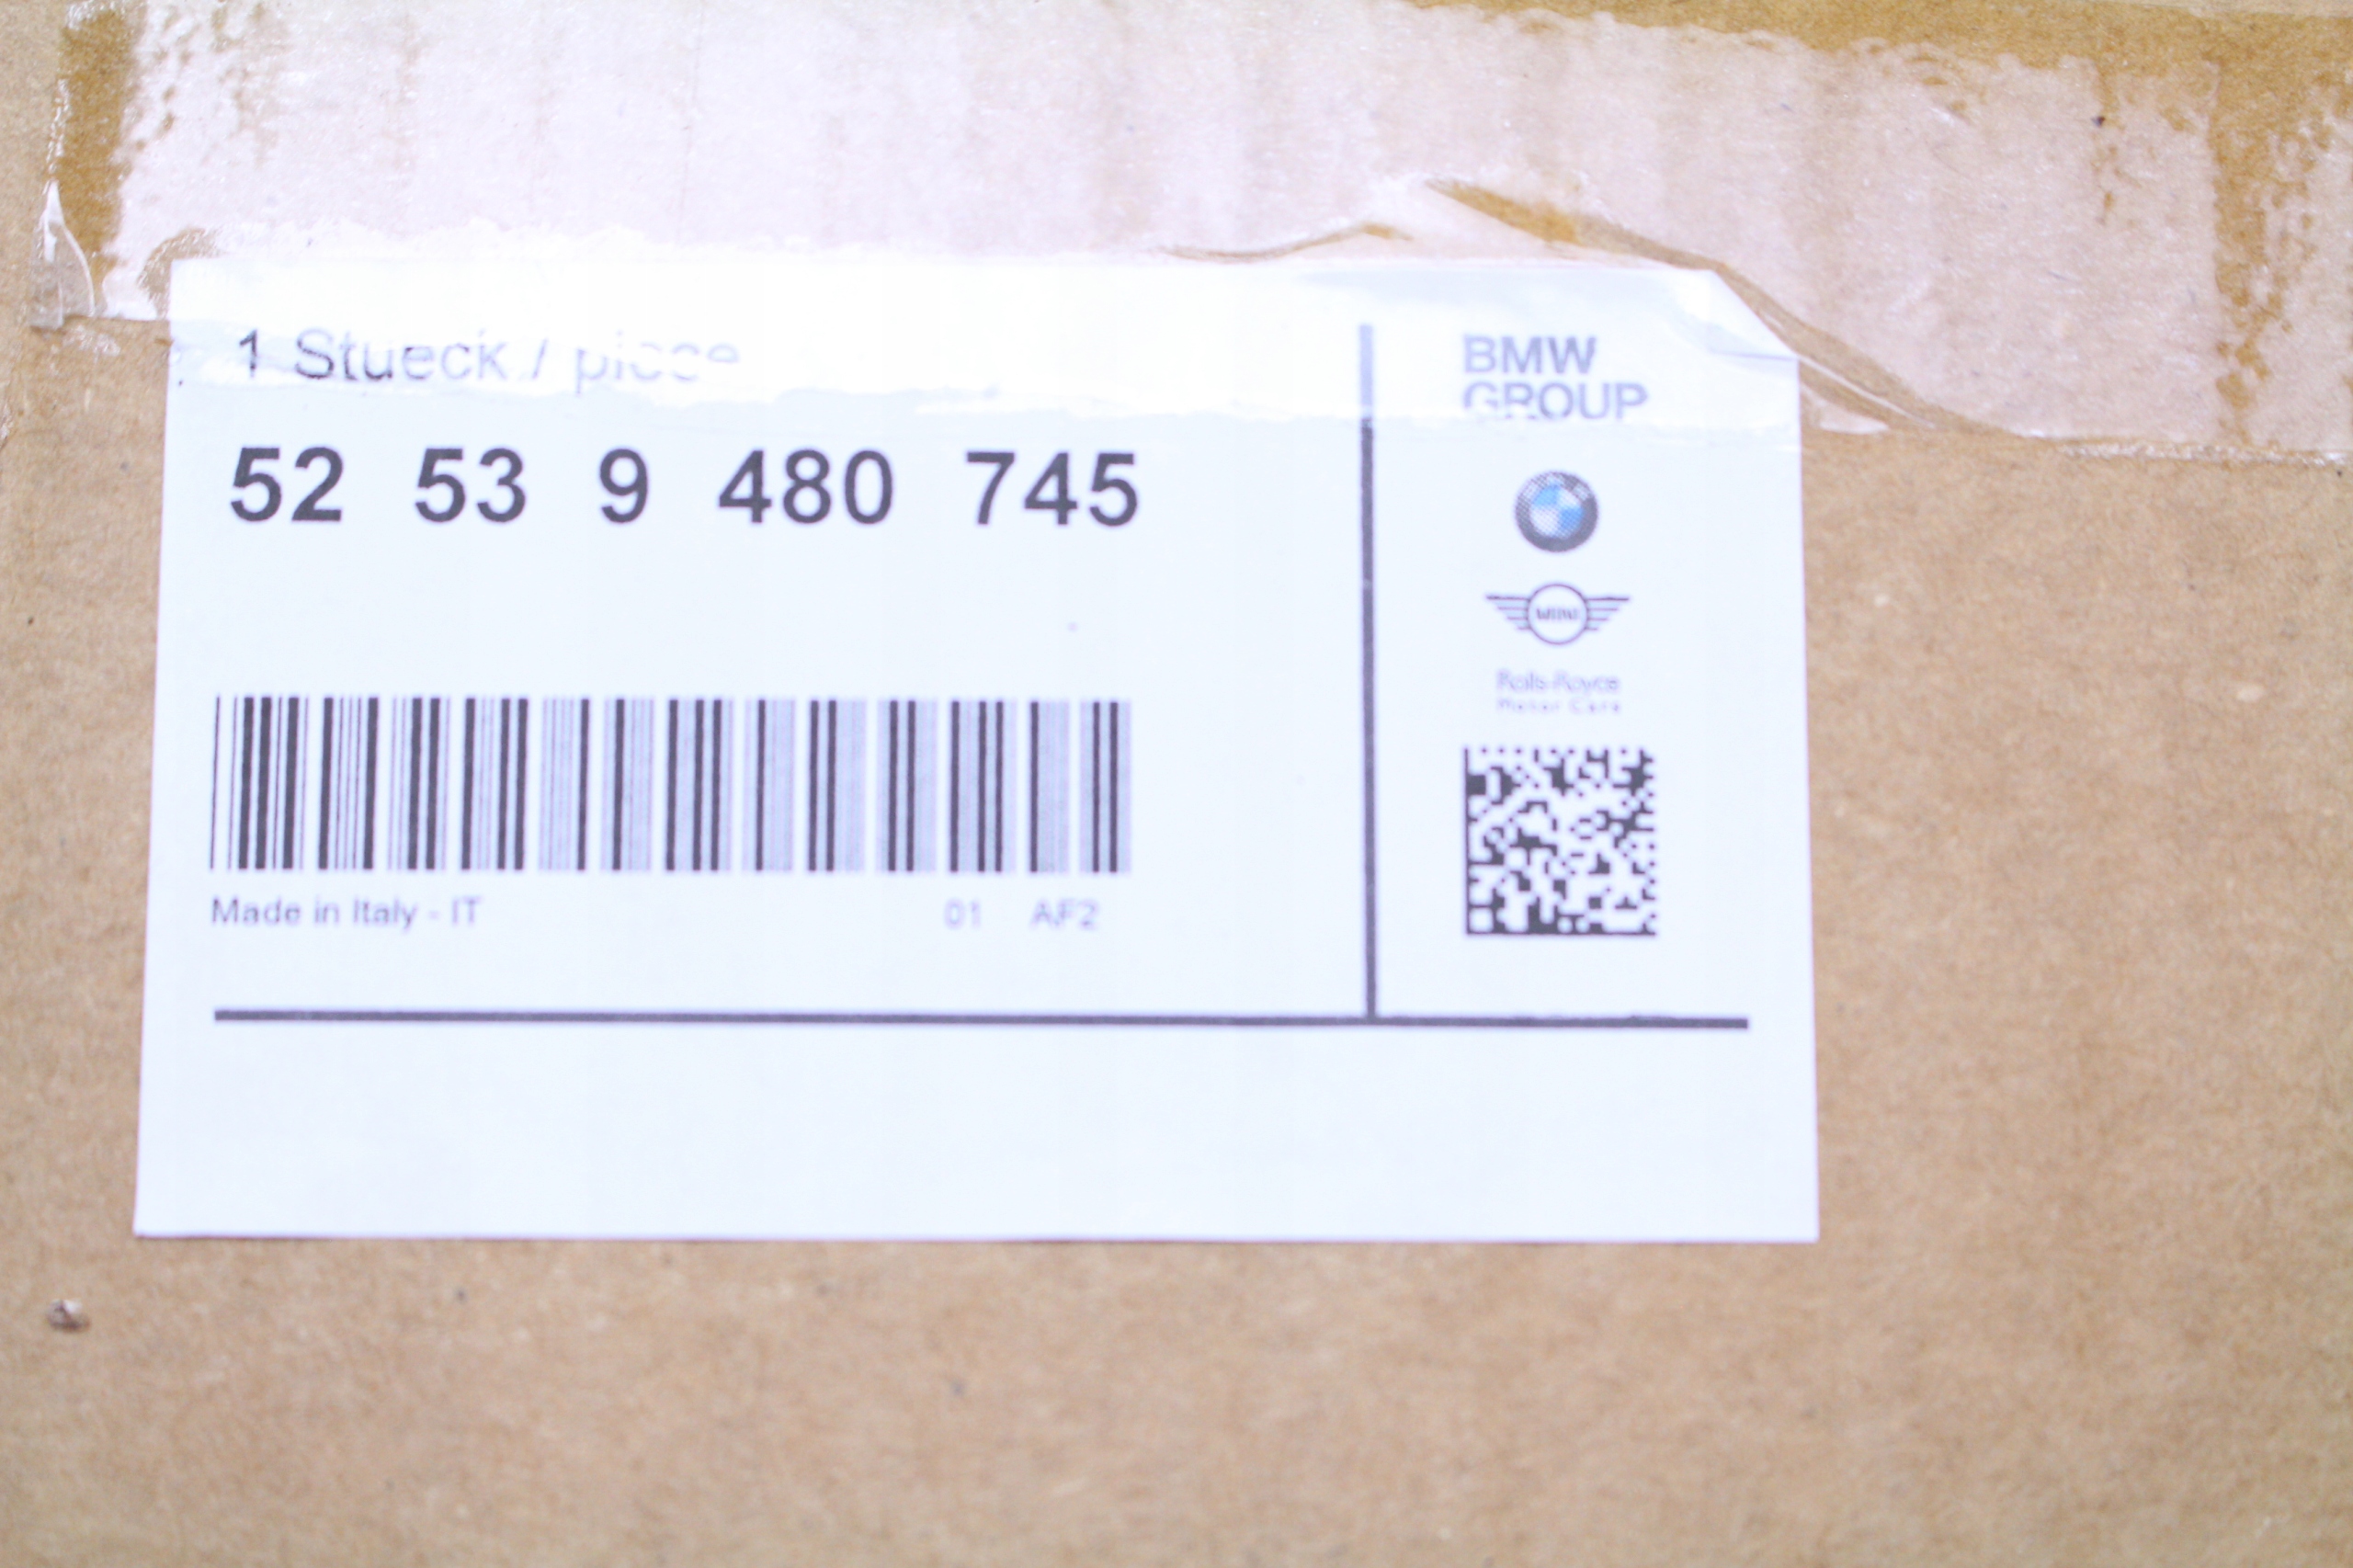 1 Stueck / piece
52 53 9 480 745
Made in Italy - IT
01 AF2
BMW
GROUP
MINI
Rolls-Royce
Motor Cars